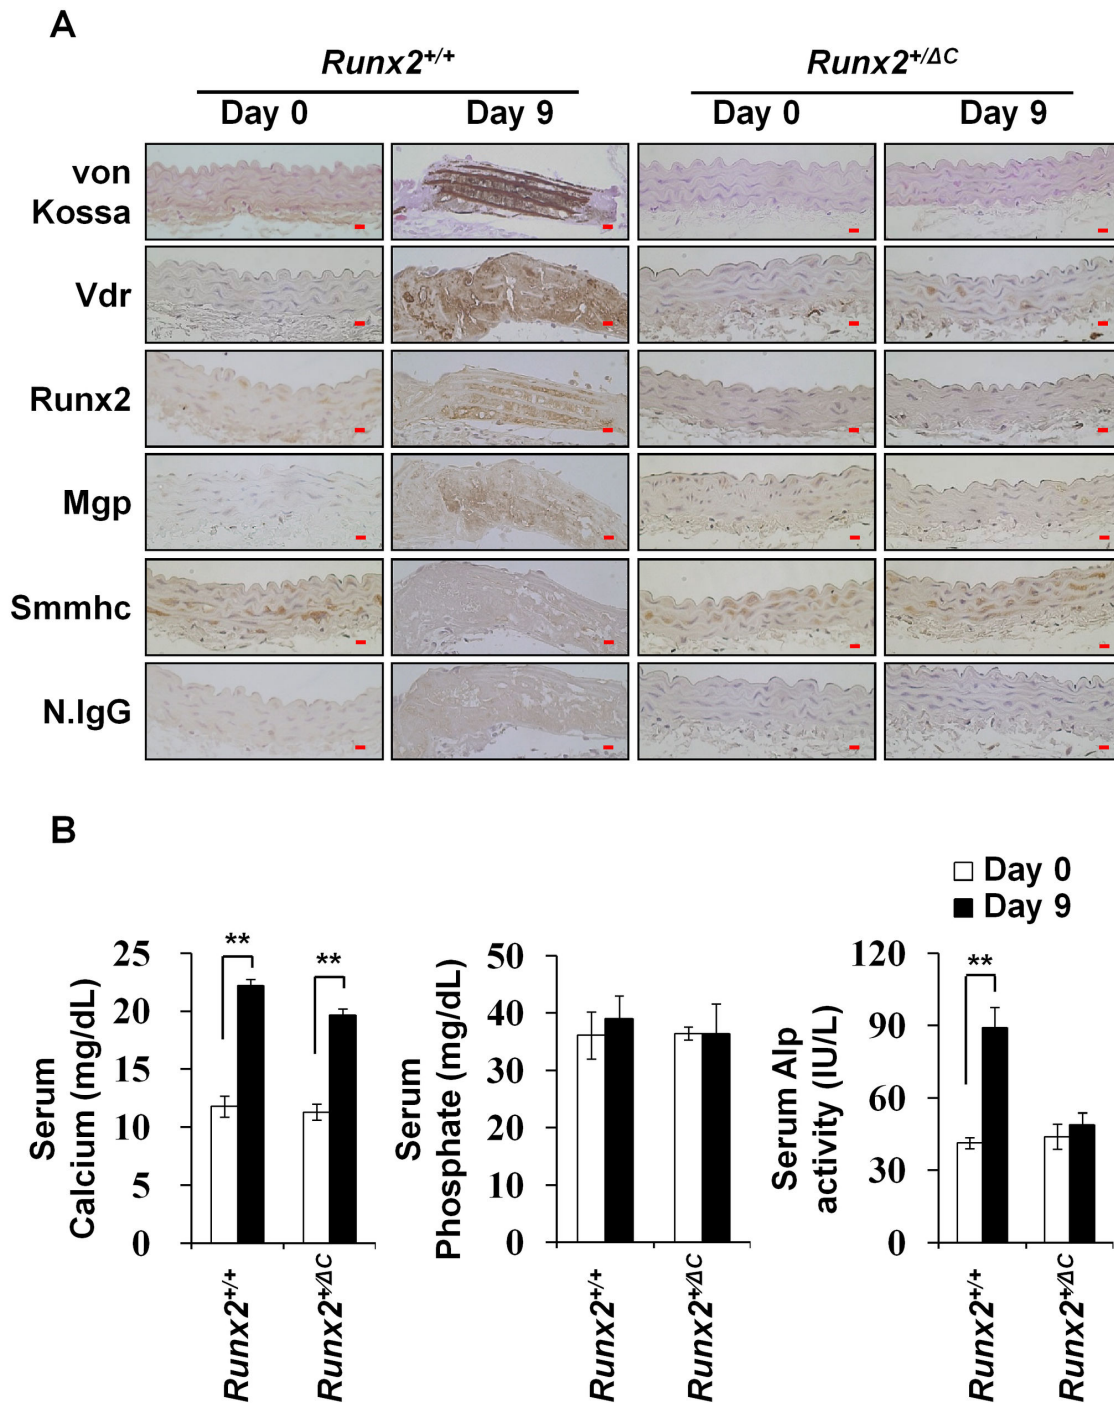 A
Runx2+/+
Runx2+/ΔC
Day 0
Day 9
Day 0
Day 9
von
Kossa
Vdr
Runx2
Mgp
Smmhc
N.IgG
B
Day 0
Day 9
Serum
Calcium (mg/dL)
25
20
15
10
5
0
**
**
Runx2+/+
Runx2+/ΔC
Serum
Phosphate (mg/dL)
50
40
30
20
10
0
Runx2+/+
Runx2+/ΔC
Serum Alp
activity (IU/L)
120
90
60
30
0
**
Runx2+/+
Runx2+/ΔC